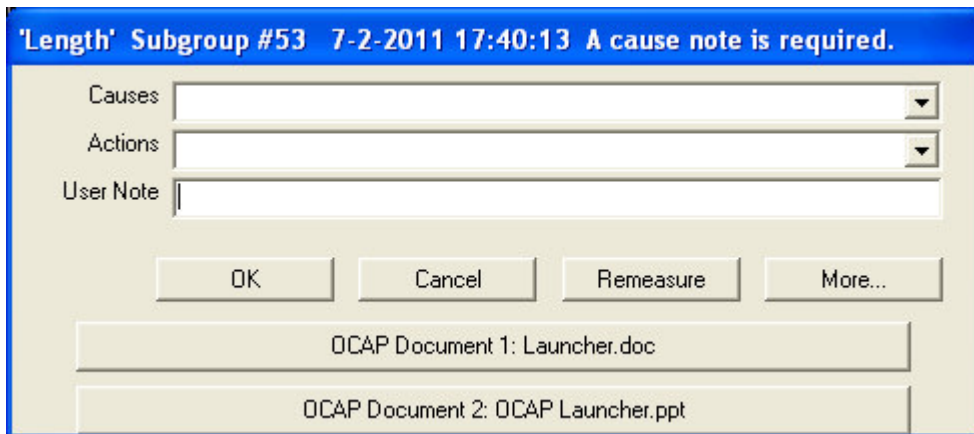 'Length' Subgroup #53 7-2-2011 17:40:13 A cause note is required.
Causes
Actions
User Note
OK Cancel Remeasure More...
OCAP Document 1: Launcher.doc
OCAP Document 2: OCAP Launcher.ppt